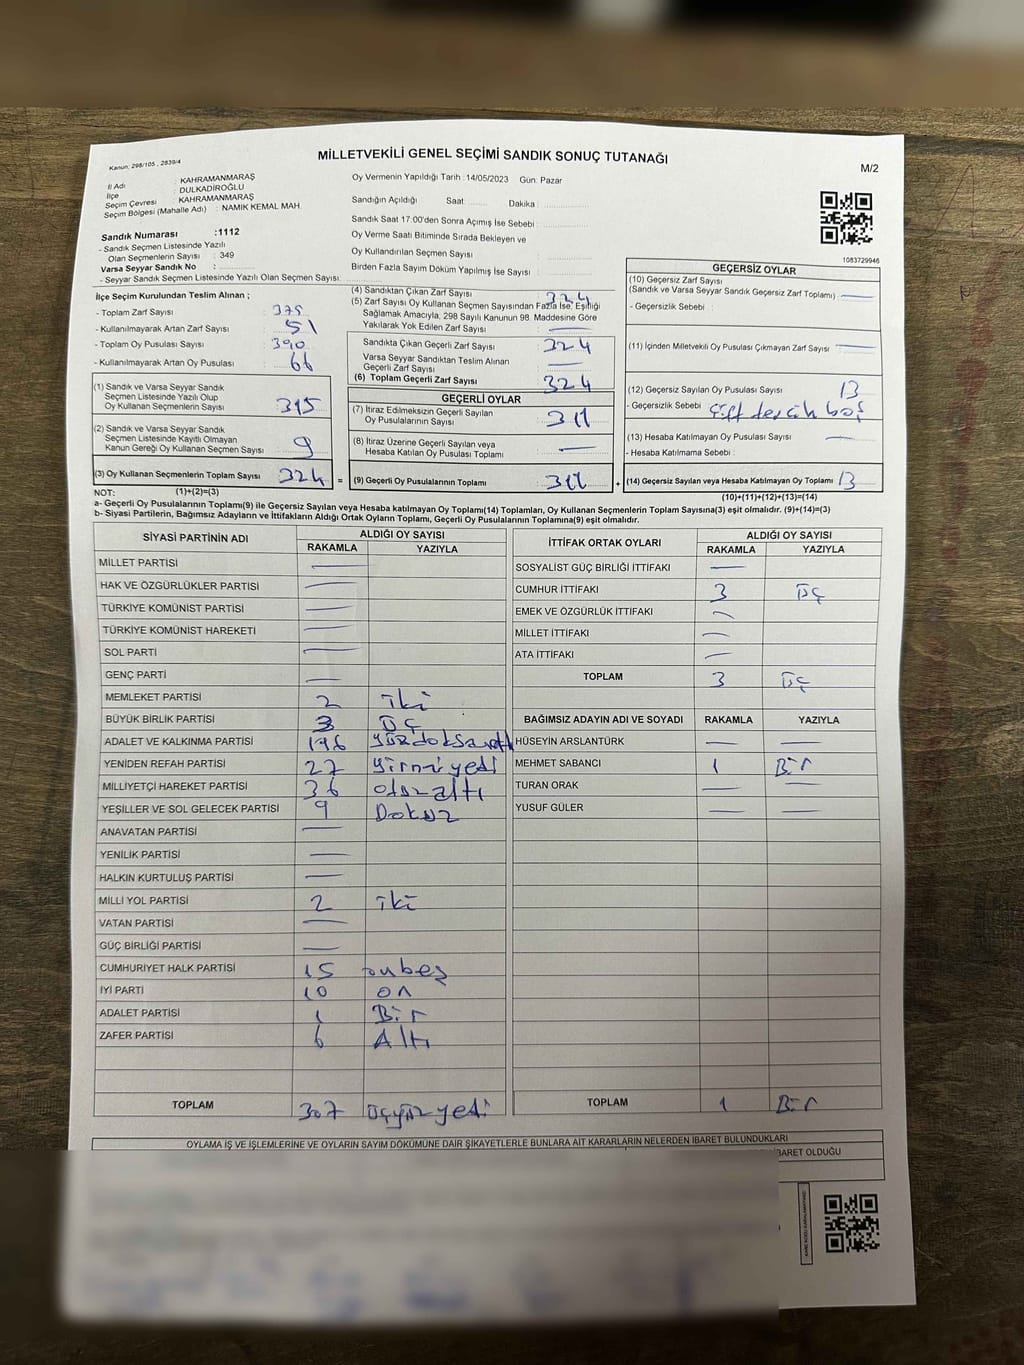 Kanun: 298/105 , 2839/4
MİLLETVEKİLİ GENEL SEÇİMİ SANDIK SONUÇ TUTANAĞI
M/2
İl Adı : KAHRAMANMARAŞ
İlçe : DULKADİROĞLU
Seçim Çevresi : KAHRAMANMARAŞ
Seçim Bölgesi (Mahalle Adı) : NAMIK KEMAL MAH.
Oy Vermenin Yapıldığı Tarih :14/05/2023 Gün: Pazar
Sandığın Açıldığı Saat Dakika :
Sandık Saat 17:00'den Sonra Açımış İse Sebebi :
Oy Verme Saati Bitiminde Sırada Bekleyen ve
Oy Kullandırılan Seçmen Sayısı :
Birden Fazla Sayım Döküm Yapılmış İse Sayısı :
Sandık Numarası :1112
- Sandık Seçmen Listesinde Yazılı
Olan Seçmenlerin Sayısı : 349
Varsa Seyyar Sandık No :
- Seyyar Sandık Seçmen Listesinde Yazılı Olan Seçmen Sayısı:
1083729946
İlçe Seçim Kurulundan Teslim Alınan ;
- Toplam Zarf Sayısı : 375
- Kullanılmayarak Artan Zarf Sayısı : 51
- Toplam Oy Pusulası Sayısı : 390
- Kullanılmayarak Artan Oy Pusulası : 66
(1) Sandık ve Varsa Seyyar Sandık
Seçmen Listesinde Yazılı Olup
Oy Kullanan Seçmenlerin Sayısı : 315
(2) Sandık ve Varsa Seyyar Sandık
Seçmen Listesinde Kayıtlı Olmayan
Kanun Gereği Oy Kullanan Seçmen Sayısı : 9
(3) Oy Kullanan Seçmenlerin Toplam Sayısı : 324
(1)+(2)=(3)
(4) Sandıktan Çıkan Zarf Sayısı : 324
(5) Zarf Sayısı Oy Kullanan Seçmen Sayısından Fazla İse, Eşitliği
Sağlamak Amacıyla, 298 Sayılı Kanunun 98. Maddesine Göre
Yakılarak Yok Edilen Zarf Sayısı : —
Sandıkta Çıkan Geçerli Zarf Sayısı : 324
Varsa Seyyar Sandıktan Teslim Alınan
Geçerli Zarf Sayısı : —
(6) Toplam Geçerli Zarf Sayısı : 324
GEÇERLİ OYLAR
(7) İtiraz Edilmeksizin Geçerli Sayılan
Oy Pusulalarının Sayısı : 311
(8) İtiraz Üzerine Geçerli Sayılan veya
Hesaba Katılan Oy Pusulası Toplamı : —
= (9) Geçerli Oy Pusulalarının Toplamı : 311
GEÇERSİZ OYLAR
(10) Geçersiz Zarf Sayısı
(Sandık ve Varsa Seyyar Sandık Geçersiz Zarf Toplamı) : —
- Geçersizlik Sebebi :
(11) İçinden Milletvekili Oy Pusulası Çıkmayan Zarf Sayısı : —
(12) Geçersiz Sayılan Oy Pusulası Sayısı : 13
- Geçersizlik Sebebi : Çift tercih boş
(13) Hesaba Katılmayan Oy Pusulası Sayısı : —
- Hesaba Katılmama Sebebi :
+ (14) Geçersiz Sayılan veya Hesaba Katılmayan Oy Toplamı : 13
(10)+(11)+(12)+(13)=(14)
NOT:
a- Geçerli Oy Pusulaları Toplamı(9) ile Geçersiz Sayılan veya Hesaba katılmayan Oy Toplamı(14) Toplamları, Oy Kullanan Seçmenlerin Toplam Sayısına(3) eşit olmalıdır. (9)+(14)=(3)
b- Siyasi Partilerin, Bağımsız Adayların ve İttifakların Aldığı Ortak Oyların Toplamı, Geçerli Oy Pusulalarının Toplamına(9) eşit olmalıdır.
SİYASİ PARTİNİN ADI ALDIĞI OY SAYISI
RAKAMLA YAZIYLA
MİLLET PARTİSİ —
HAK VE ÖZGÜRLÜKLER PARTİSİ —
TÜRKİYE KOMÜNİST PARTİSİ —
TÜRKİYE KOMÜNİST HAREKETİ —
SOL PARTİ —
GENÇ PARTİ —
MEMLEKET PARTİSİ 2 iki
BÜYÜK BİRLİK PARTİSİ 3 üç
ADALET VE KALKINMA PARTİSİ 196 yüzdoksanaltı
YENİDEN REFAH PARTİSİ 27 yirmi yedi
MİLLİYETÇİ HAREKET PARTİSİ 36 otuz altı
YEŞİLLER VE SOL GELECEK PARTİSİ 9 Dokuz
ANAVATAN PARTİSİ —
YENİLİK PARTİSİ —
HALKIN KURTULUŞ PARTİSİ —
MİLLİ YOL PARTİSİ 2 iki
VATAN PARTİSİ —
GÜÇ BİRLİĞİ PARTİSİ —
CUMHURİYET HALK PARTİSİ 15 onbeş
İYİ PARTİ 10 on
ADALET PARTİSİ 1 Bir
ZAFER PARTİSİ 6 Altı
TOPLAM 307 üçyüz yedi
İTTİFAK ORTAK OYLARI ALDIĞI OY SAYISI
RAKAMLA YAZIYLA
SOSYALİST GÜÇ BİRLİĞİ İTTİFAKI —
CUMHUR İTTİFAKI 3 üç
EMEK VE ÖZGÜRLÜK İTTİFAKI —
MİLLET İTTİFAKI —
ATA İTTİFAKI —
TOPLAM 3 üç
BAĞIMSIZ ADAYIN ADI VE SOYADI RAKAMLA YAZIYLA
HÜSEYİN ARSLANTÜRK — —
MEHMET SABANCI 1 Bir
TURAN ORAK — —
YUSUF GÜLER — —
TOPLAM 1 Bir
OYLAMA İŞ VE İŞLEMLERİNE VE OYLARIN SAYIM DÖKÜMÜNE DAİR ŞİKAYETLERLE BUNLARA AİT KARARLARIN NELERDEN İBARET BULUNDUKLARI
BARET OLDUĞU